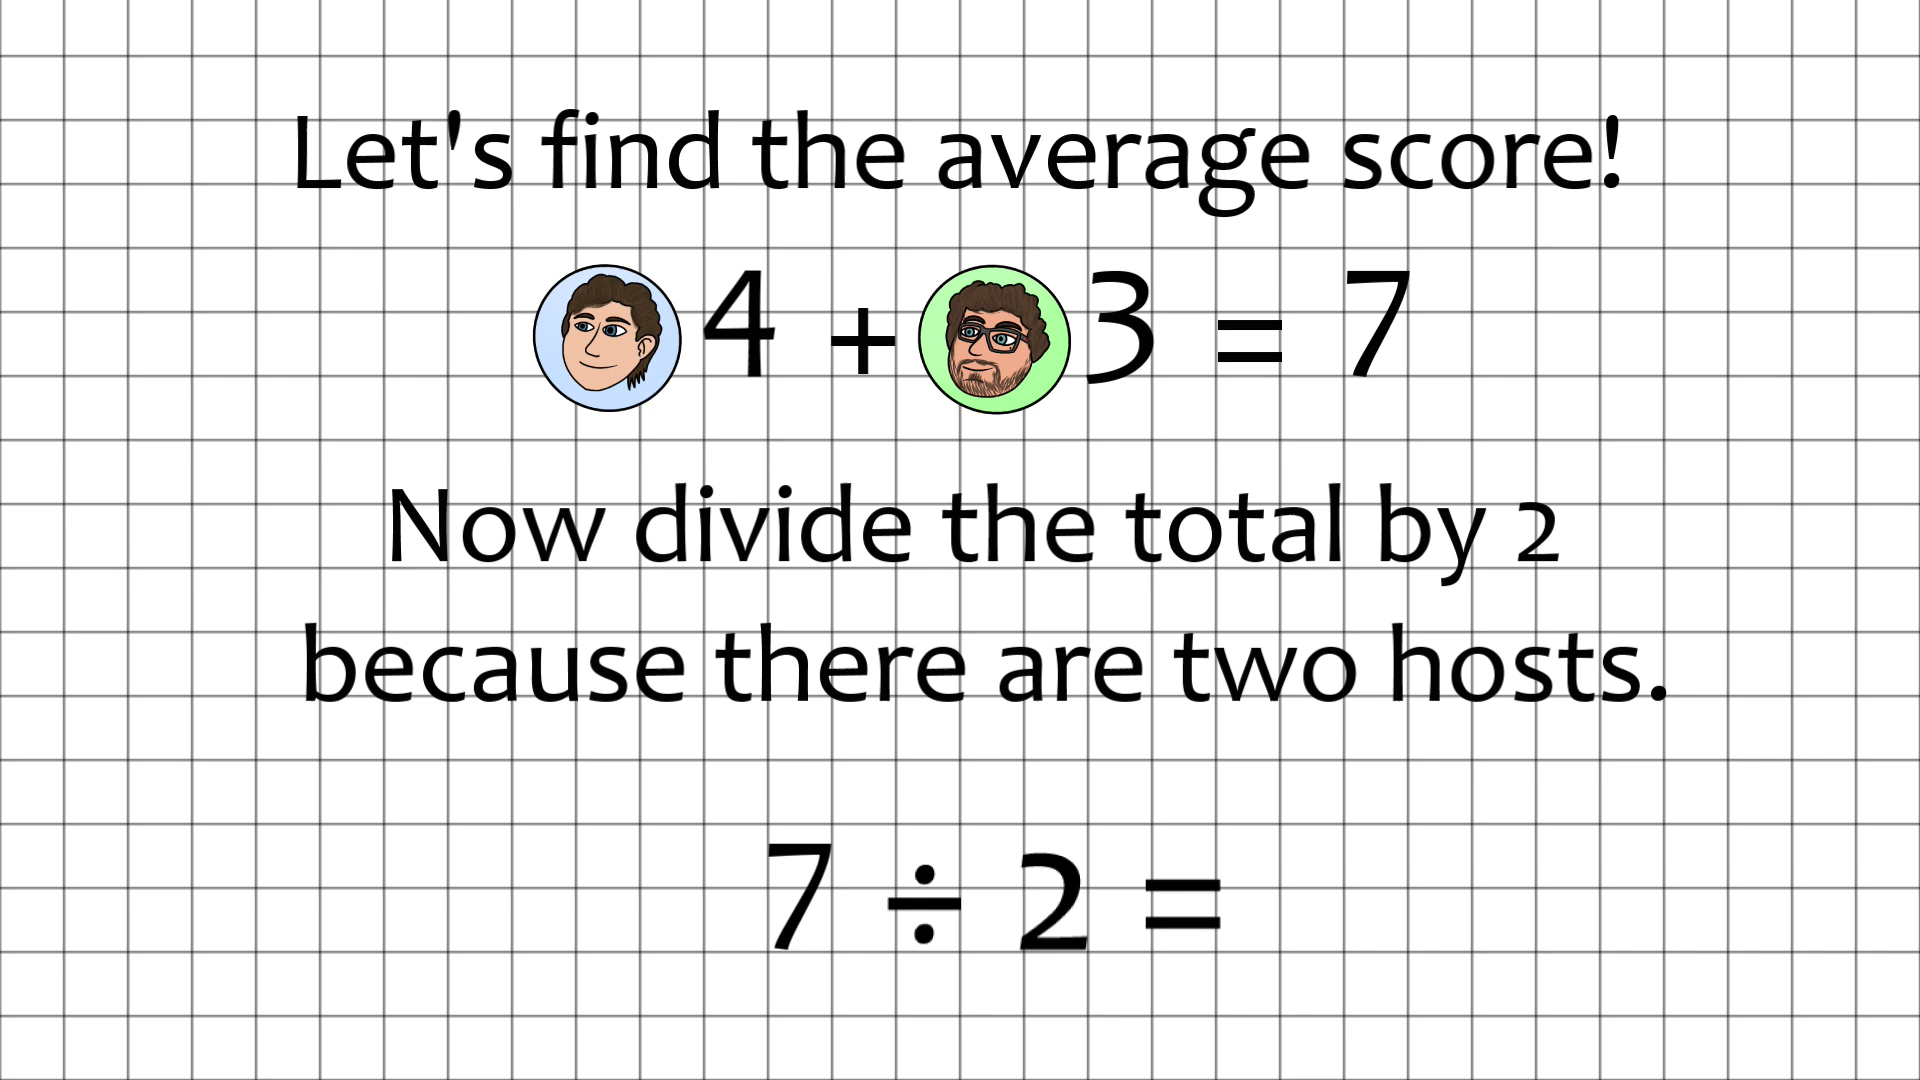 Let's find the average score!
4 + 3 = 7
Now divide the total by 2
because there are two hosts.
7 ÷ 2 =